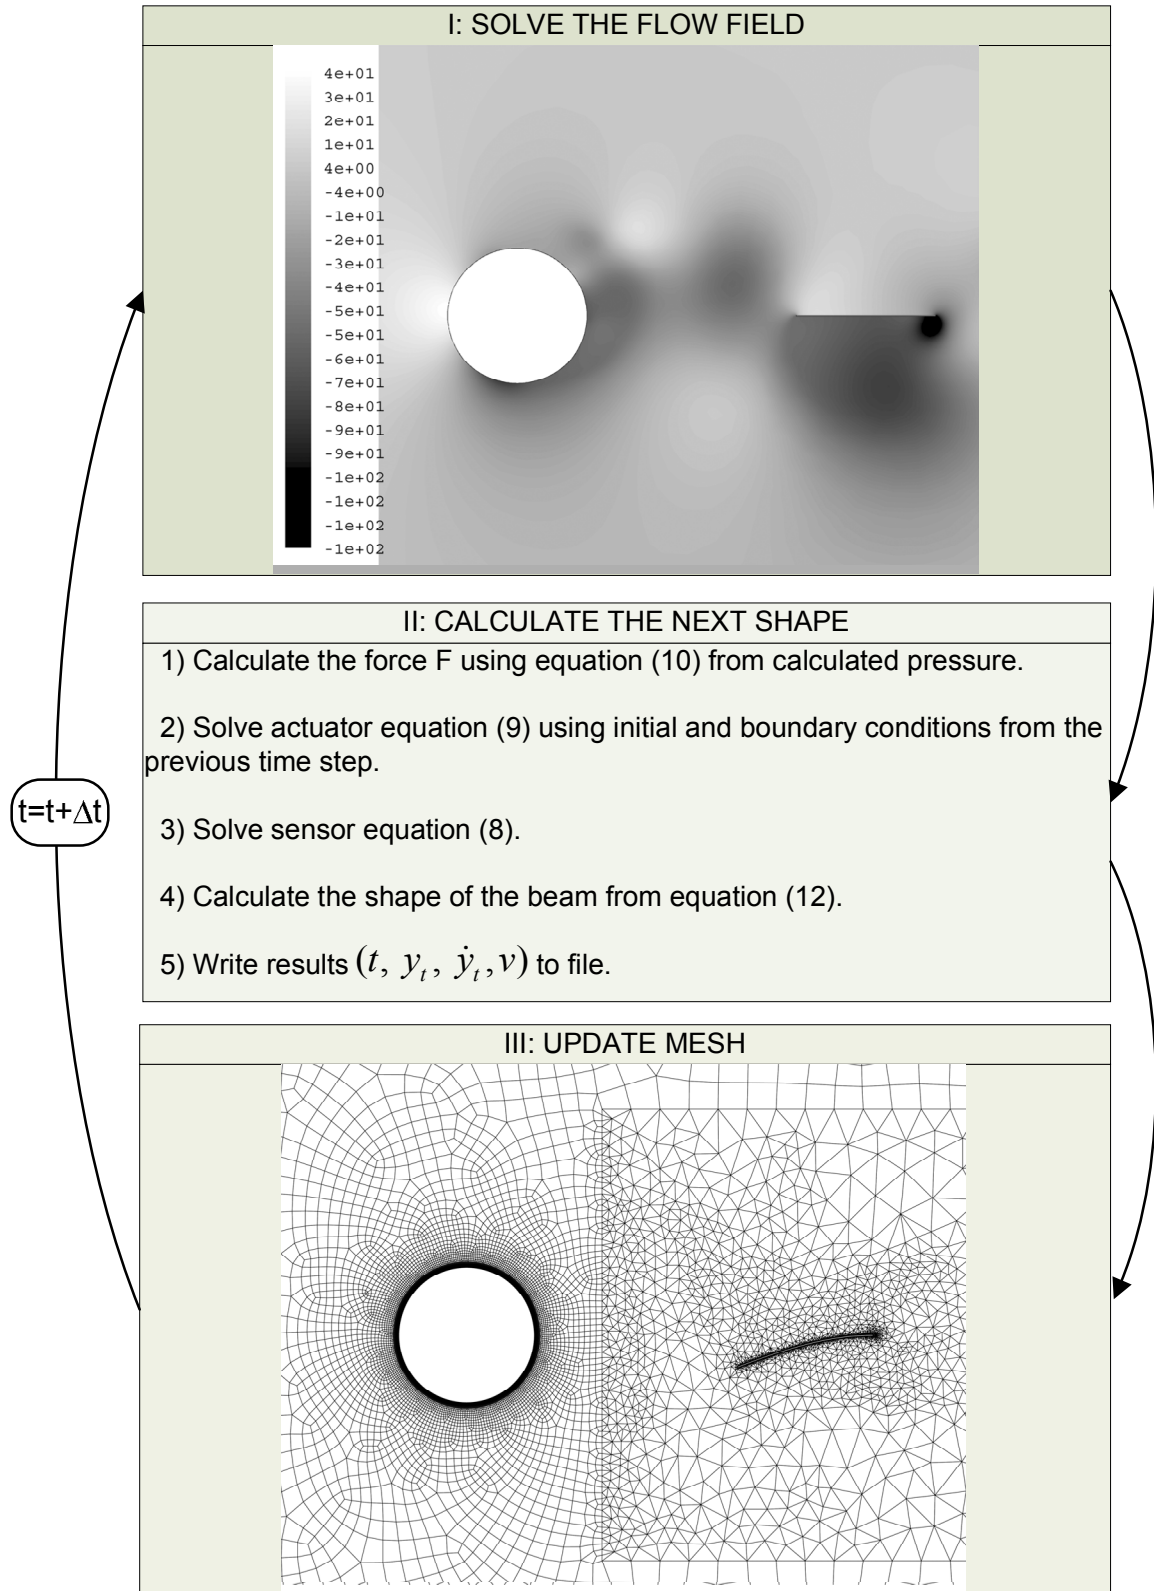 I: SOLVE THE FLOW FIELD
4e+01
3e+01
2e+01
1e+01
4e+00
-4e+00
-1e+01
-2e+01
-3e+01
-4e+01
-5e+01
-5e+01
-6e+01
-7e+01
-8e+01
-9e+01
-9e+01
-1e+02
-1e+02
-1e+02
-1e+02
II: CALCULATE THE NEXT SHAPE
1) Calculate the force F using equation (10) from calculated pressure.
2) Solve actuator equation (9) using initial and boundary conditions from the
previous time step.
t=t+Δt
3) Solve sensor equation (8).
4) Calculate the shape of the beam from equation (12).
5) Write results (t, y_t, ẏ_t, v) to file.
III: UPDATE MESH